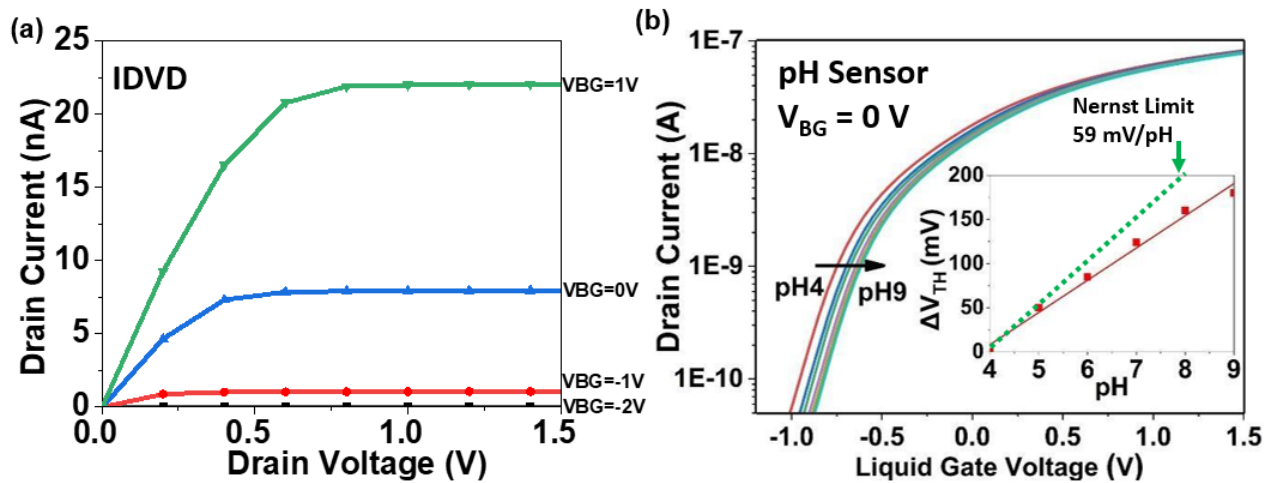 (a)
IDVD
Drain Current (nA)
25
20
15
10
5
0
0.0
0.5
1.0
1.5
Drain Voltage (V)
VBG=1V
VBG=0V
VBG=-1V
VBG=-2V
(b)
pH Sensor
V_BG = 0 V
Drain Current (A)
1E-7
1E-8
1E-9
1E-10
-1.0
-0.5
0.0
0.5
1.0
1.5
Liquid Gate Voltage (V)
pH4
pH9
Nernst Limit
59 mV/pH
ΔV_TH (mV)
200
150
100
50
0
4
5
6
7
8
9
pH